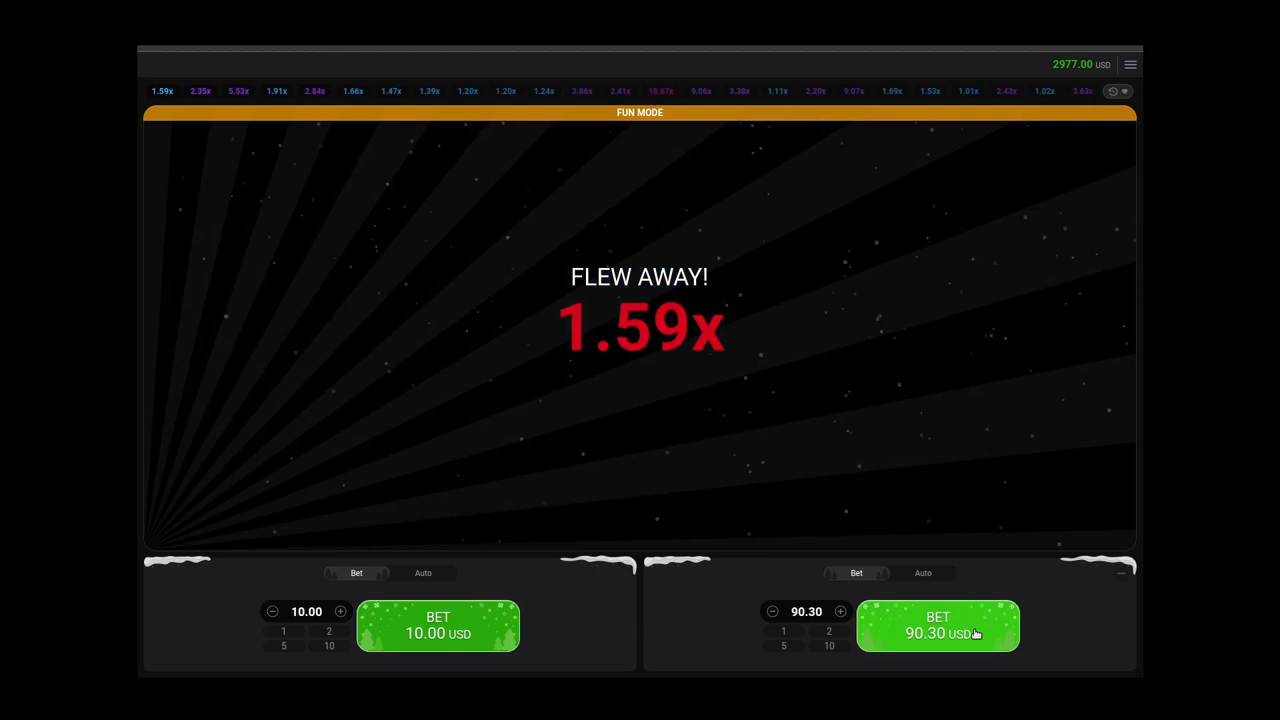 2977.00 USD
1.59x 2.35x 5.53x 1.91x 2.84x 1.66x 1.47x 1.39x 1.20x 1.20x 1.24x 3.86x 2.41x 18.67x 9.06x 3.38x 1.11x 2.20x 9.07x 1.69x 1.53x 1.01x 2.43x 1.02x 3.63x
FUN MODE
FLEW AWAY!
1.59x
Bet Auto
10.00
1 2
5 10
BET
10.00 USD
Bet Auto
90.30
1 2
5 10
BET
90.30 USD